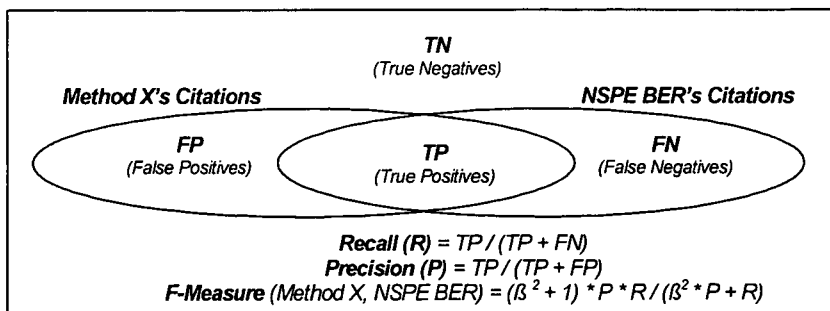 TN
(True Negatives)
Method X's Citations
NSPE BER's Citations
FP
(False Positives)
TP
(True Positives)
FN
(False Negatives)
Recall (R) = TP / (TP + FN)
Precision (P) = TP / (TP + FP)
F-Measure (Method X, NSPE BER) = (ß² + 1) * P * R / (ß² * P + R)